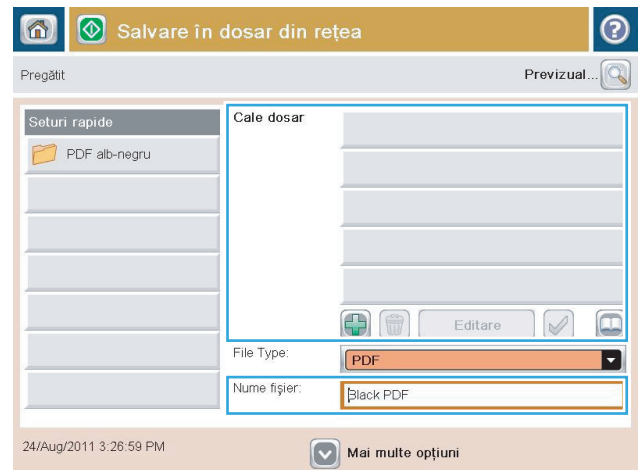 Salvare în dosar din rețea
Pregătit
Previzual...
Seturi rapide
PDF alb-negru
Cale dosar
Editare
File Type:
PDF
Nume fișier:
Black PDF
24/Aug/2011 3:26:59 PM
Mai multe opțiuni